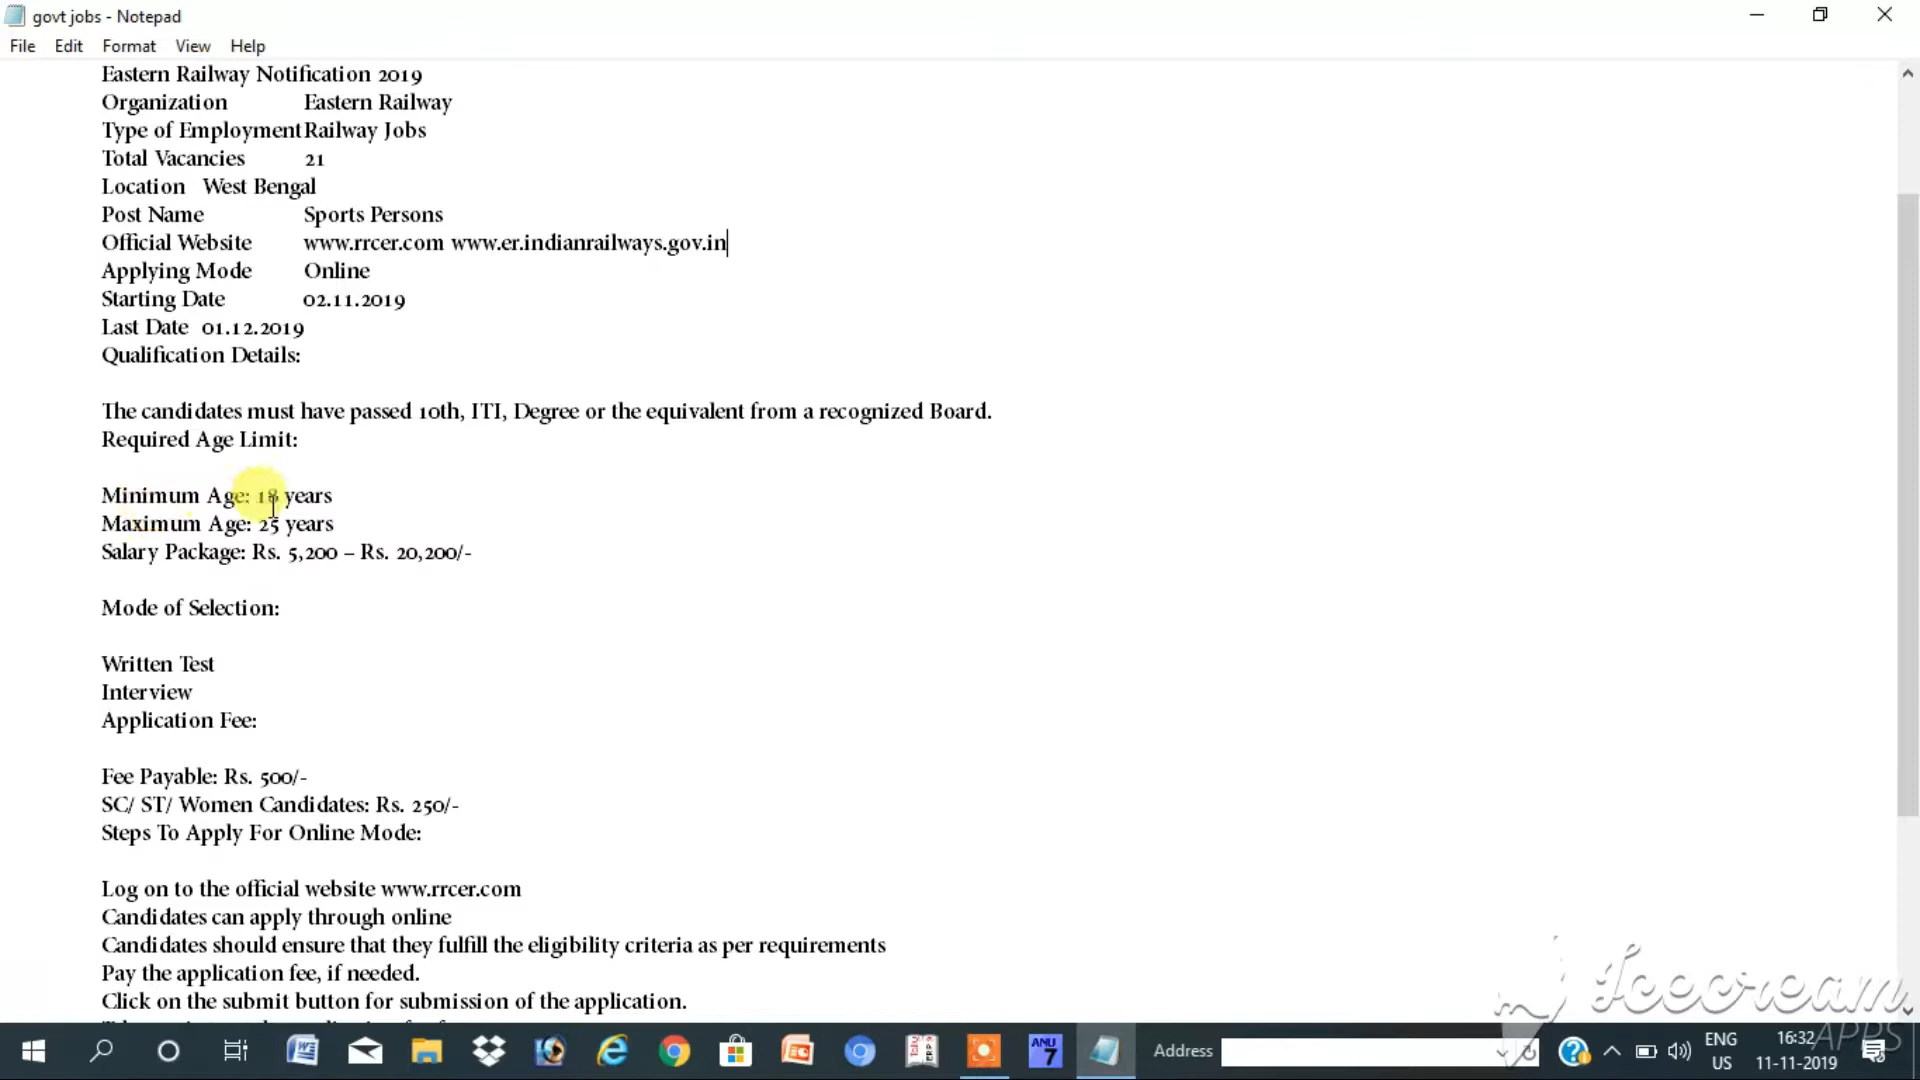 govt jobs - Notepad
File Edit Format View Help
Eastern Railway Notification 2019
Organization Eastern Railway
Type of Employment Railway Jobs
Total Vacancies 21
Location West Bengal
Post Name Sports Persons
Official Website www.rrcer.com www.er.indianrailways.gov.in
Applying Mode Online
Starting Date 02.11.2019
Last Date 01.12.2019
Qualification Details:
The candidates must have passed 10th, ITI, Degree or the equivalent from a recognized Board.
Required Age Limit:
Minimum Age: 18 years
Maximum Age: 25 years
Salary Package: Rs. 5,200 – Rs. 20,200/-
Mode of Selection:
Written Test
Interview
Application Fee:
Fee Payable: Rs. 500/-
SC/ ST/ Women Candidates: Rs. 250/-
Steps To Apply For Online Mode:
Log on to the official website www.rrcer.com
Candidates can apply through online
Candidates should ensure that they fulfill the eligibility criteria as per requirements
Pay the application fee, if needed.
Click on the submit button for submission of the application.
Icecream
APPS
ANU
7
Address
ENG
US
16:32
11-11-2019